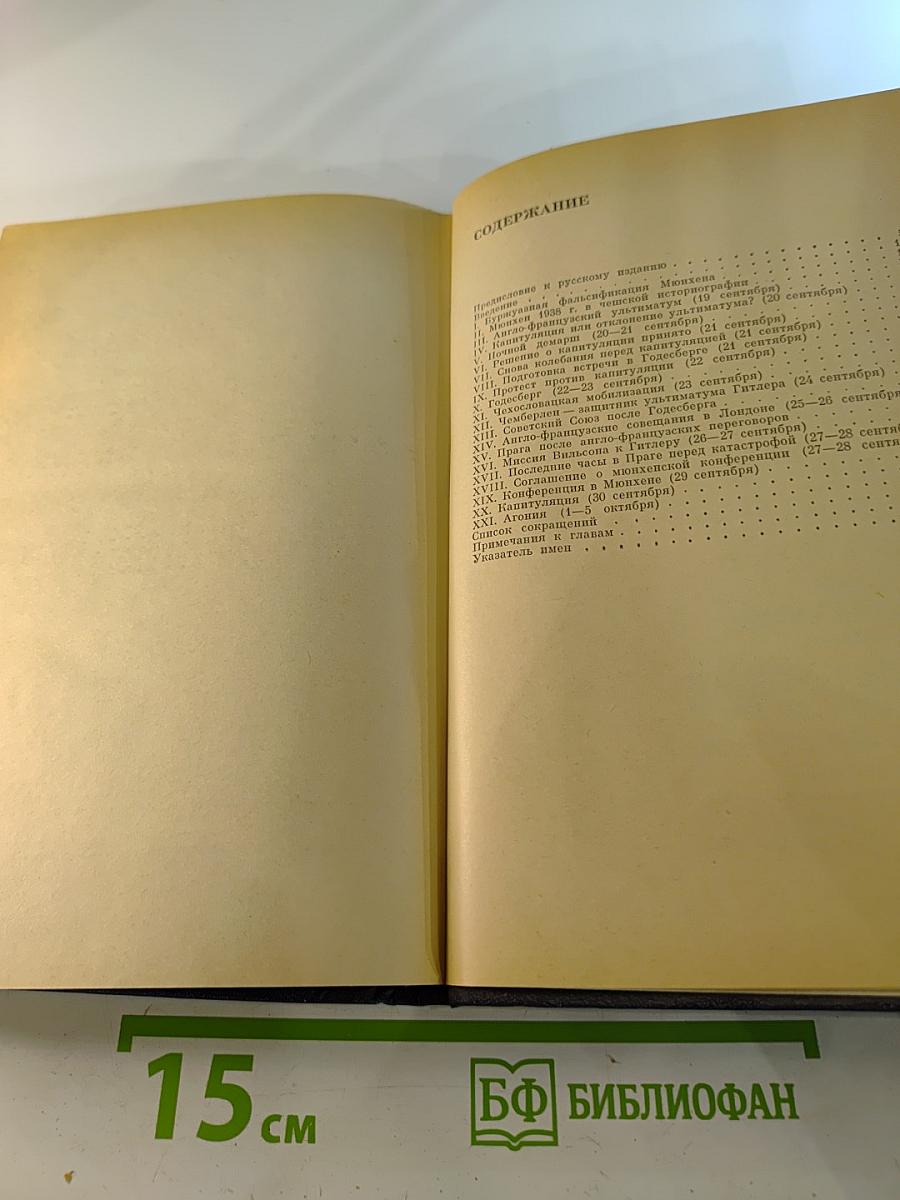 СОДЕРЖАНИЕ
Предисловие к русскому изданию
Введение
I. Буржуазная фальсификация Мюнхена
II. Мюнхен 1938 г. в чешской историографии
III. Англо-французский ультиматум (19 сентября)
IV. Капитуляция или отклонение ультиматума? (20 сентября)
V. Ночной демарш (20—21 сентября)
VI. Решение о капитуляции принято (21 сентября)
VII. Снова колебания перед капитуляцией (21 сентября)
VIII. Подготовка встречи в Годесберге (21 сентября)
IX. Протест против капитуляции (22 сентября)
X. Годесберг (22—23 сентября)
XI. Чехословацкая мобилизация (23 сентября)
XII. Чемберлен — защитник ультиматума Гитлера (24 сентября)
XIII. Советский Союз после Годесберга
XIV. Англо-французские совещания в Лондоне (25—26 сентября
XV. Прага после англо-французских переговоров
XVI. Миссия Вильсона к Гитлеру (26—27 сентября)
XVII. Последние часы в Праге перед катастрофой (27—28 сентяб
XVIII. Соглашение о мюнхенской конференции (27—28 сентя
XIX. Конференция в Мюнхене (29 сентября)
XX. Капитуляция (30 сентября)
XXI. Агония (1—5 октября)
Список сокращений
Примечания к главам
Указатель имен
15 см
БФ БИБЛИОФАН